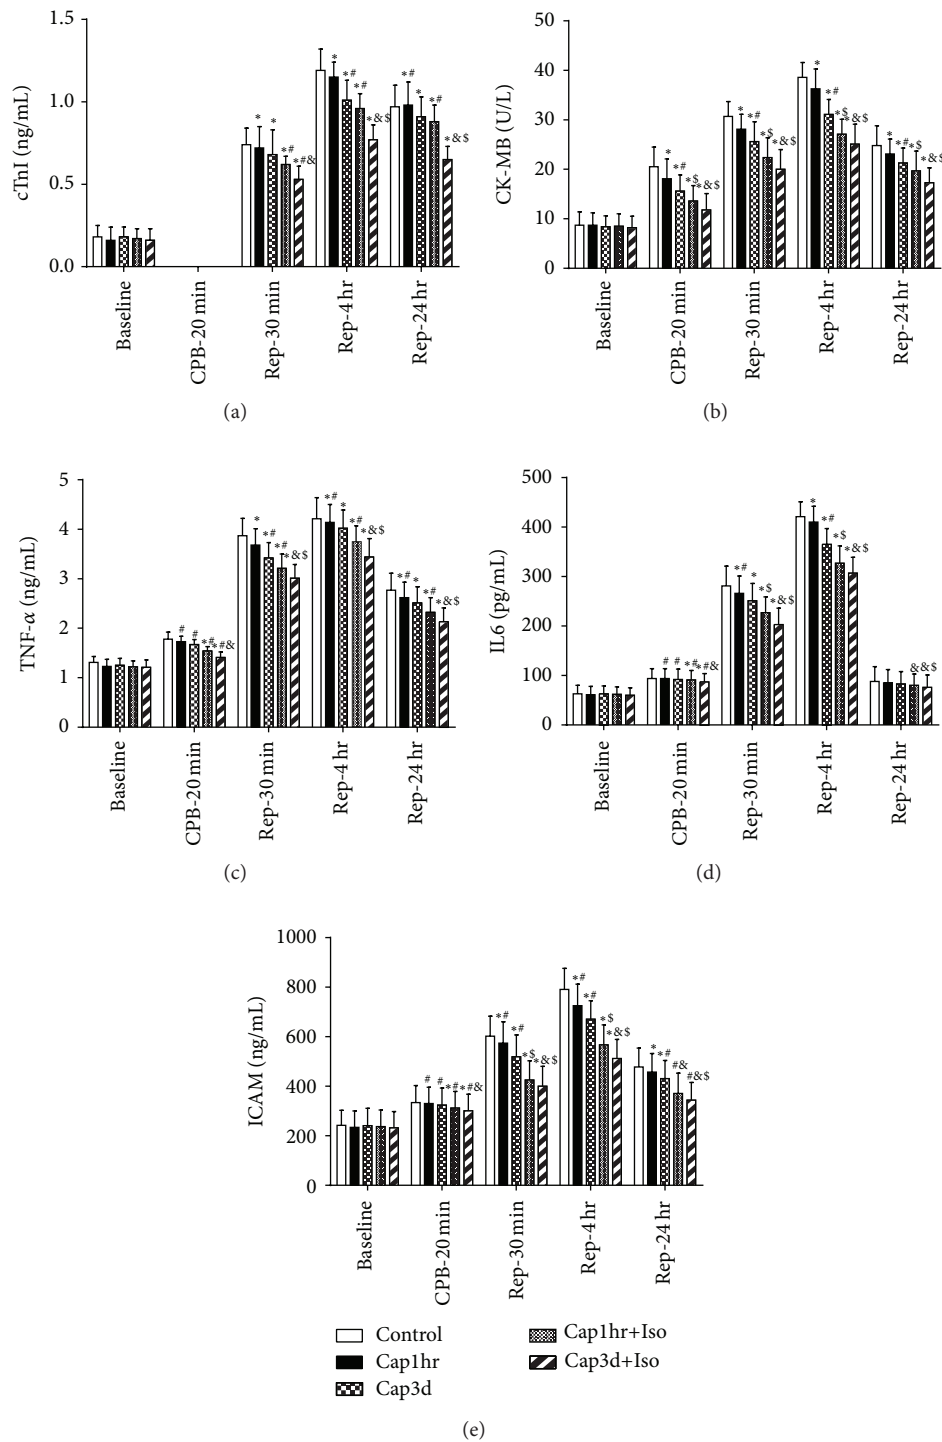 1.5
1.0
0.5
0.0
cTnI (ng/mL)
* * *# *#&
* *# *# *&$
*# * *# *&$
Baseline
CPB-20 min
Rep-30 min
Rep-4 hr
Rep-24 hr
(a)
50
40
30
20
10
0
CK-MB (U/L)
* *# *$ *&$
* *# *$ *&$
* *# *$ *&$
* *# *$ *&$
Baseline
CPB-20 min
Rep-30 min
Rep-4 hr
Rep-24 hr
(b)
5
4
3
2
1
0
TNF-α (ng/mL)
# # *# *#&
* *# *# *&$
*# * *# *&$
*# * *# *&$
Baseline
CPB-20 min
Rep-30 min
Rep-4 hr
Rep-24 hr
(c)
500
400
300
200
100
0
IL6 (pg/mL)
# # *# *#&
*# * *$ *&$
* *# *$ *&$
&&$
Baseline
CPB-20 min
Rep-30 min
Rep-4 hr
Rep-24 hr
(d)
1000
800
600
400
200
0
ICAM (ng/mL)
# # *# *#&
*# *# *$ *&$
*# *# *$ *&$
* *# #& #&$
Baseline
CPB-20 min
Rep-30 min
Rep-4 hr
Rep-24 hr
Control
Cap1hr
Cap3d
Cap1hr+Iso
Cap3d+Iso
(e)